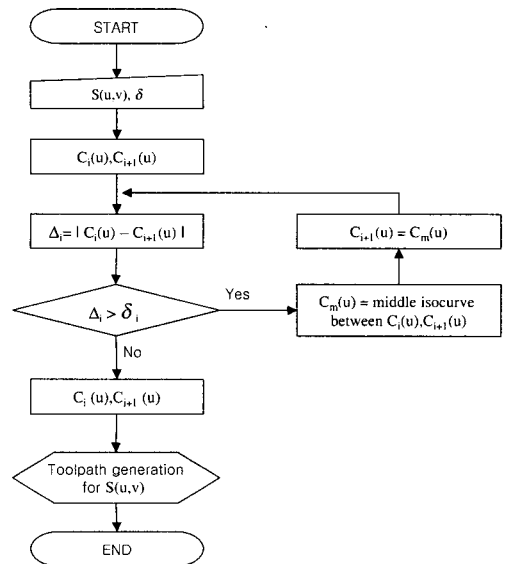 START
S(u,v), δ
C_i(u),C_{i+1}(u)
Δ_i= | C_i(u) − C_{i+1}(u) |
C_{i+1}(u) = C_m(u)
Δ_i > δ_i
Yes
C_m(u) = middle isocurve
between C_i(u),C_{i+1}(u)
No
C_i (u),C_{i+1} (u)
Toolpath generation
for S(u,v)
END